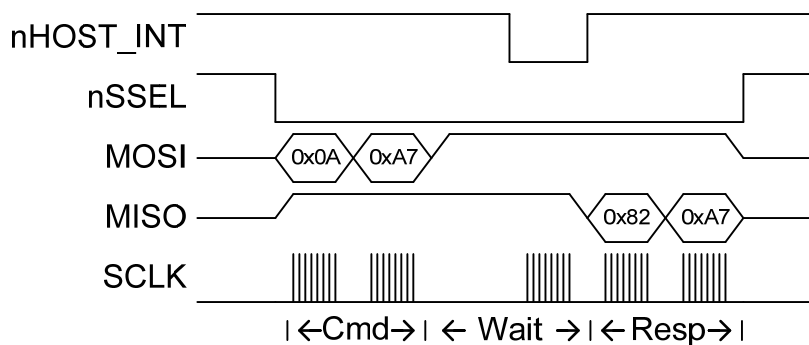 nHOST_INT
nSSEL
MOSI 0x0A 0xA7
MISO 0x82 0xA7
SCLK
|←Cmd→| ← Wait →|←Resp→|